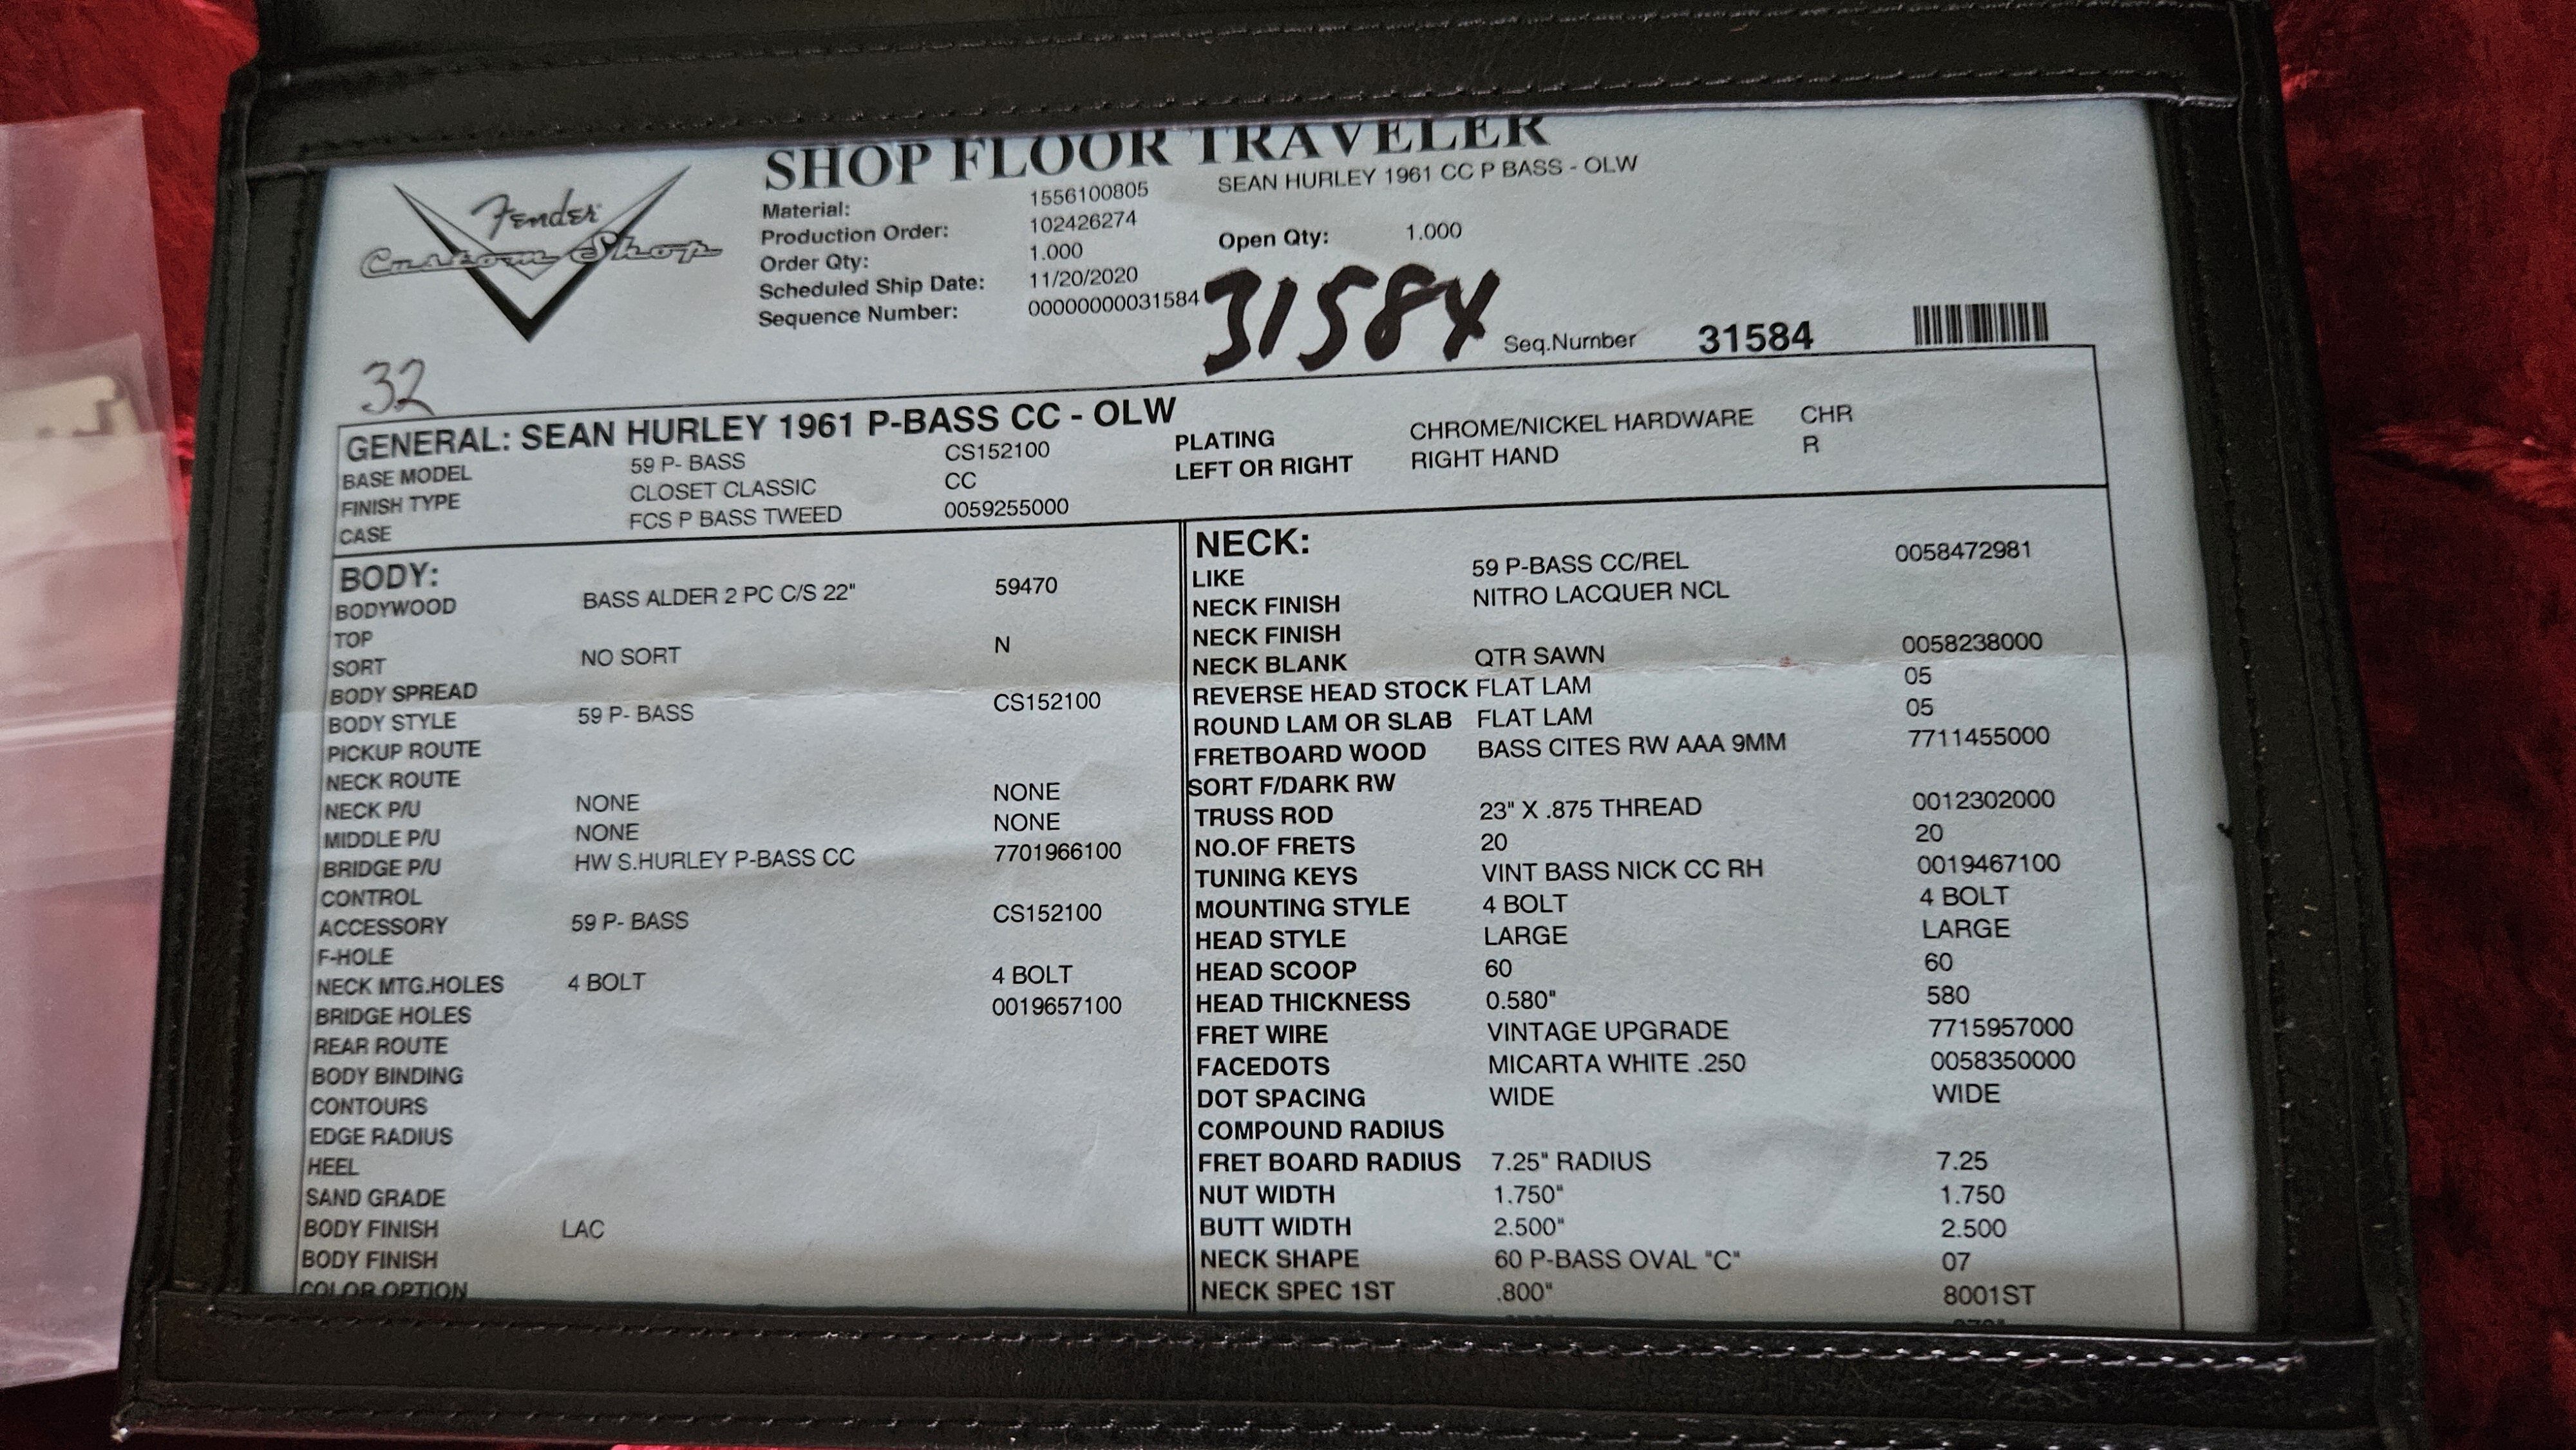 SHOP FLOOR TRAVELER
Fender
Custom Shop
Material: 1556100805 SEAN HURLEY 1961 CC P BASS - OLW
Production Order: 102426274
Order Qty: 1.000 Open Qty: 1.000
Scheduled Ship Date: 11/20/2020
Sequence Number: 00000000031584
31584
Seq.Number 31584
32
GENERAL: SEAN HURLEY 1961 P-BASS CC - OLW
BASE MODEL 59 P- BASS CS152100
FINISH TYPE CLOSET CLASSIC CC
CASE FCS P BASS TWEED 0059255000
PLATING CHROME/NICKEL HARDWARE CHR
LEFT OR RIGHT RIGHT HAND R
BODY:
BODYWOOD BASS ALDER 2 PC C/S 22" 59470
TOP
SORT NO SORT N
BODY SPREAD
BODY STYLE 59 P- BASS CS152100
PICKUP ROUTE
NECK ROUTE
NECK P/U NONE NONE
MIDDLE P/U NONE NONE
BRIDGE P/U HW S.HURLEY P-BASS CC 7701966100
CONTROL
ACCESSORY 59 P- BASS CS152100
F-HOLE
NECK MTG.HOLES 4 BOLT 4 BOLT
BRIDGE HOLES 0019657100
REAR ROUTE
BODY BINDING
CONTOURS
EDGE RADIUS
HEEL
SAND GRADE
BODY FINISH LAC
BODY FINISH
COLOR OPTION
NECK:
LIKE 59 P-BASS CC/REL 0058472981
NECK FINISH NITRO LACQUER NCL
NECK FINISH
NECK BLANK QTR SAWN 0058238000
REVERSE HEAD STOCK FLAT LAM 05
ROUND LAM OR SLAB FLAT LAM 05
FRETBOARD WOOD BASS CITES RW AAA 9MM 7711455000
SORT F/DARK RW
TRUSS ROD 23" X .875 THREAD 0012302000
NO.OF FRETS 20 20
TUNING KEYS VINT BASS NICK CC RH 0019467100
MOUNTING STYLE 4 BOLT 4 BOLT
HEAD STYLE LARGE LARGE
HEAD SCOOP 60 60
HEAD THICKNESS 0.580" 580
FRET WIRE VINTAGE UPGRADE 7715957000
FACEDOTS MICARTA WHITE .250 0058350000
DOT SPACING WIDE WIDE
COMPOUND RADIUS
FRET BOARD RADIUS 7.25" RADIUS 7.25
NUT WIDTH 1.750" 1.750
BUTT WIDTH 2.500" 2.500
NECK SHAPE 60 P-BASS OVAL "C" 07
NECK SPEC 1ST .800" 8001ST